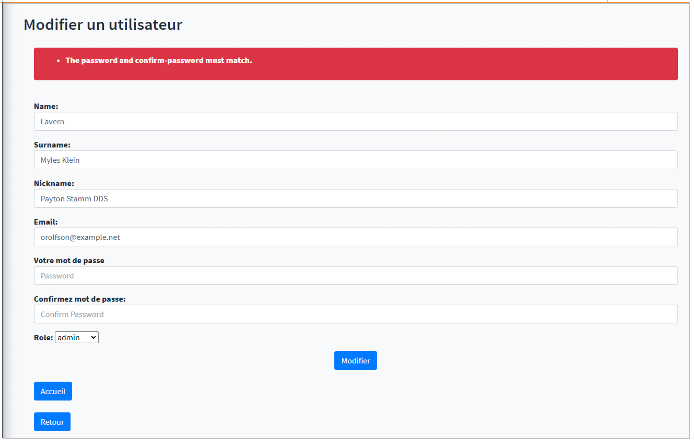 Modifier un utilisateur
• The password and confirm-password must match.
Name:
Lavern
Surname:
Myles Klein
Nickname:
Payton Stamm DDS
Email:
orolfson@example.net
Votre mot de passe
Password
Confirmez mot de passe:
Confirm Password
Role: admin
Modifier
Accueil
Retour